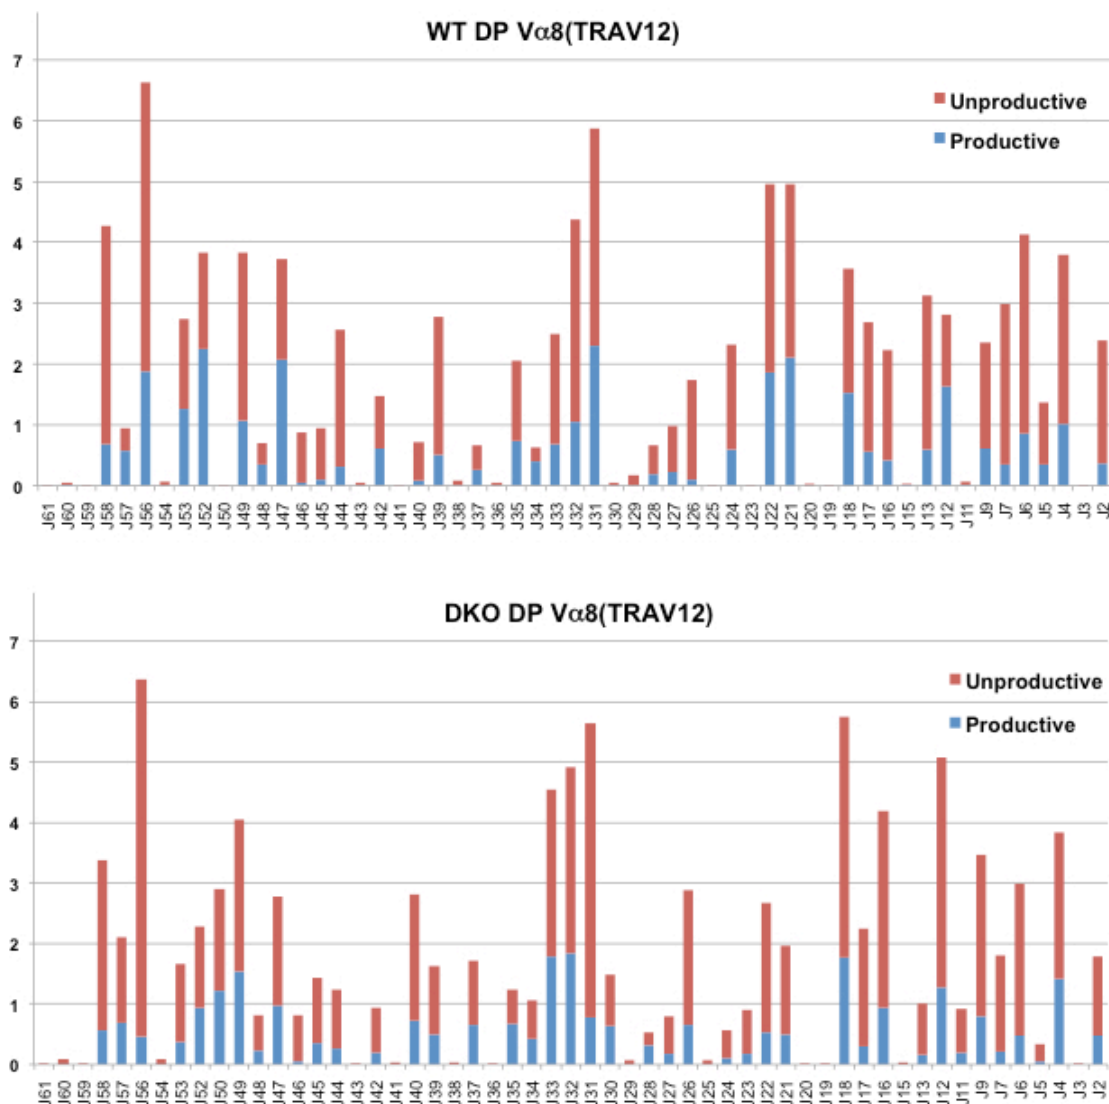 WT DP Vα8(TRAV12)
7
Unproductive
6
Productive
5
4
3
2
1
0
J61 J60 J59 J58 J57 J56 J54 J53 J52 J50 J49 J48 J47 J46 J45 J44 J43 J42 J41 J40 J39 J38 J37 J36 J35 J34 J33 J32 J31 J30 J29 J28 J27 J26 J25 J24 J23 J22 J21 J20 J19 J18 J17 J16 J15 J13 J12 J11 J9 J7 J6 J5 J4 J3 J2
DKO DP Vα8(TRAV12)
7
Unproductive
6
Productive
5
4
3
2
1
0
J61 J60 J59 J58 J57 J56 J54 J53 J52 J50 J49 J48 J47 J46 J45 J44 J43 J42 J41 J40 J39 J38 J37 J36 J35 J34 J33 J32 J31 J30 J29 J28 J27 J26 J25 J24 J23 J22 J21 J20 J19 J18 J17 J16 J15 J13 J12 J11 J9 J7 J6 J5 J4 J3 J2